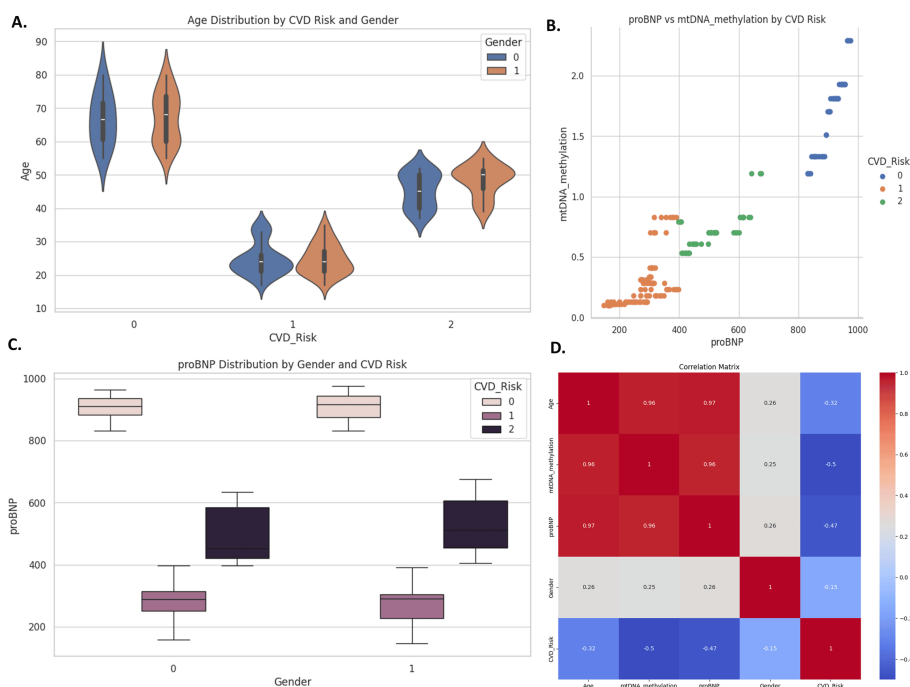 A.
Age Distribution by CVD Risk and Gender
Gender
0
1
90
80
70
60
50
40
30
20
10
Age
0
1
2
CVD_Risk
B.
proBNP vs mtDNA_methylation by CVD Risk
2.0
1.5
1.0
0.5
0.0
mtDNA_methylation
200
400
600
800
1000
proBNP
CVD_Risk
0
1
2
C.
proBNP Distribution by Gender and CVD Risk
CVD_Risk
0
1
2
1000
800
600
400
200
proBNP
0
1
Gender
D.
Correlation Matrix
Age
1
0.96
0.97
0.26
-0.32
mtDNA_methylation
0.96
1
0.96
0.25
-0.5
proBNP
0.97
0.96
1
0.26
-0.47
Gender
0.26
0.25
0.26
1
-0.15
CVD_Risk
-0.32
-0.5
-0.47
-0.15
1
Age
mtDNA_methylation
proBNP
Gender
CVD_Risk
1.0
0.8
0.6
0.4
0.2
0.0
-0.2